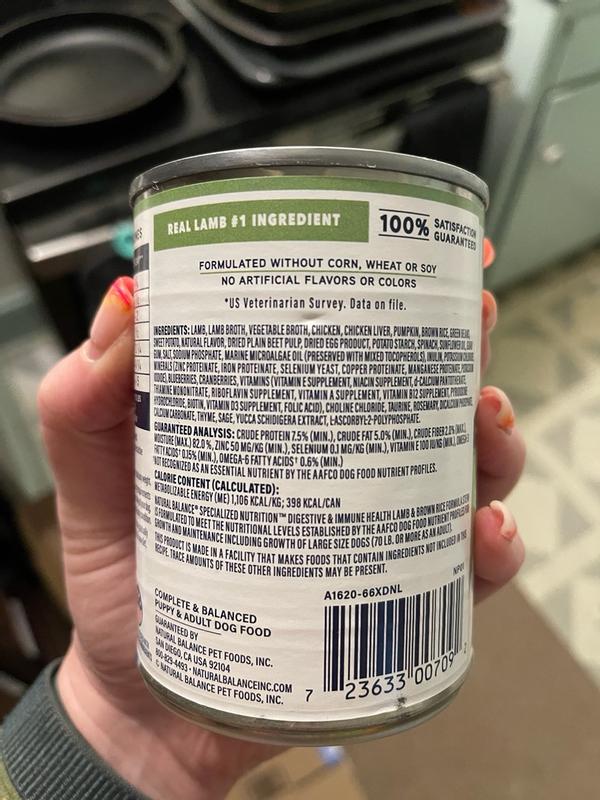 REAL LAMB #1 INGREDIENT
100% SATISFACTION GUARANTEED
FORMULATED WITHOUT CORN, WHEAT OR SOY
NO ARTIFICIAL FLAVORS OR COLORS
*US Veterinarian Survey. Data on file.
INGREDIENTS: LAMB, LAMB BROTH, VEGETABLE BROTH, CHICKEN, CHICKEN LIVER, PUMPKIN, BROWN RICE, GREEN BEANS,
SWEET POTATO, NATURAL FLAVOR, DRIED PLAIN BEET PULP, DRIED EGG PRODUCT, POTATO STARCH, SPINACH, SUNFLOWER OIL, GUAR
GUM, SALT, SODIUM PHOSPHATE, MARINE MICROALGAE OIL (PRESERVED WITH MIXED TOCOPHEROLS), INULIN, POTASSIUM CHLORIDE,
MINERALS (ZINC PROTEINATE, IRON PROTEINATE, SELENIUM YEAST, COPPER PROTEINATE, MANGANESE PROTEINATE, POTASSIUM
IODIDE), BLUEBERRIES, CRANBERRIES, VITAMINS (VITAMIN E SUPPLEMENT, NIACIN SUPPLEMENT, d-CALCIUM PANTOTHENATE,
THIAMINE MONONITRATE, RIBOFLAVIN SUPPLEMENT, VITAMIN A SUPPLEMENT, VITAMIN B12 SUPPLEMENT, PYRIDOXINE
HYDROCHLORIDE, BIOTIN, VITAMIN D3 SUPPLEMENT, FOLIC ACID), CHOLINE CHLORIDE, TAURINE, ROSEMARY, DICALCIUM PHOSPHATE,
CALCIUM CARBONATE, THYME, SAGE, YUCCA SCHIDIGERA EXTRACT, L-ASCORBYL-2-POLYPHOSPHATE.
GUARANTEED ANALYSIS: CRUDE PROTEIN 7.5% (MIN.), CRUDE FAT 5.0% (MIN.), CRUDE FIBER 2.0% (MAX.),
MOISTURE (MAX.) 82.0%, ZINC 50 MG/KG (MIN.), SELENIUM 0.1 MG/KG (MIN.), VITAMIN E 100 IU/KG (MIN.), OMEGA-3
FATTY ACIDS† 0.15% (MIN.), OMEGA-6 FATTY ACIDS† 0.6% (MIN.)
†NOT RECOGNIZED AS AN ESSENTIAL NUTRIENT BY THE AAFCO DOG FOOD NUTRIENT PROFILES.
CALORIE CONTENT (CALCULATED):
METABOLIZABLE ENERGY (ME) 1,106 KCAL/KG; 398 KCAL/CAN
NATURAL BALANCE® SPECIALIZED NUTRITION™ DIGESTIVE & IMMUNE HEALTH LAMB & BROWN RICE FORMULA STEW
IS FORMULATED TO MEET THE NUTRITIONAL LEVELS ESTABLISHED BY THE AAFCO DOG FOOD NUTRIENT PROFILES FOR
GROWTH AND MAINTENANCE INCLUDING GROWTH OF LARGE SIZE DOGS (70 LB. OR MORE AS AN ADULT).
THIS PRODUCT IS MADE IN A FACILITY THAT MAKES FOODS THAT CONTAIN INGREDIENTS NOT INCLUDED IN THIS
RECIPE. TRACE AMOUNTS OF THESE OTHER INGREDIENTS MAY BE PRESENT.
NP01
A1620-66XDNL
COMPLETE & BALANCED
PUPPY & ADULT DOG FOOD
GUARANTEED BY
NATURAL BALANCE PET FOODS, INC.
SAN DIEGO, CA USA 92104
800-829-4493 • NATURALBALANCEINC.COM
© NATURAL BALANCE PET FOODS, INC.
7 23633 00709 2